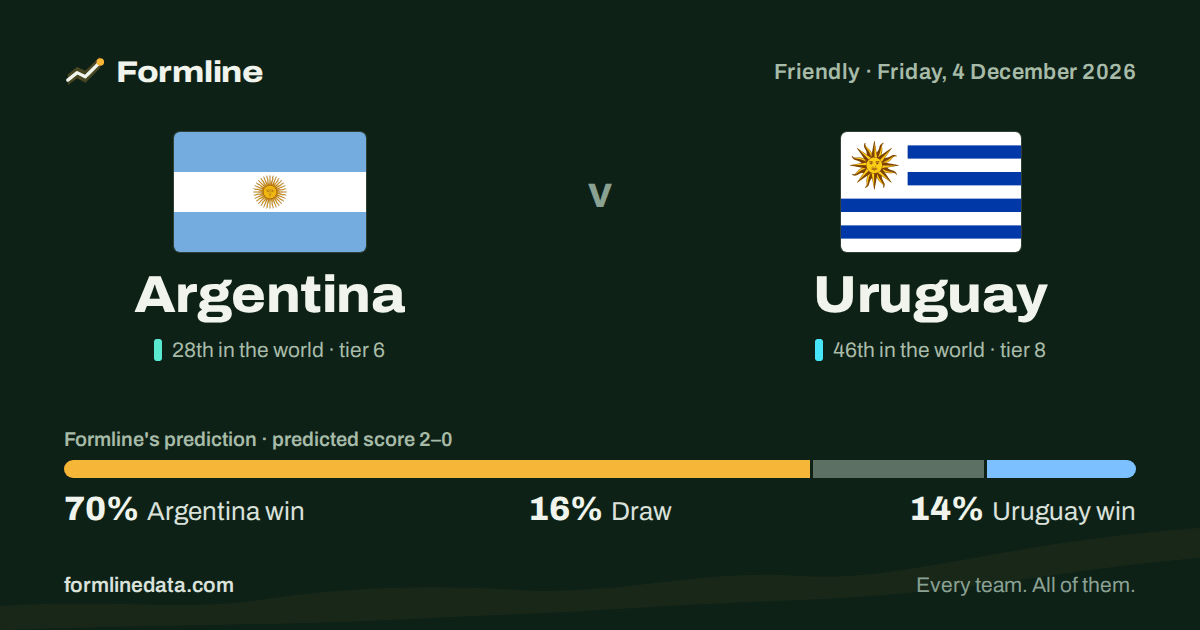 Formline
Friendly · Friday, 4 December 2026
V
Argentina
Uruguay
28th in the world · tier 6
46th in the world · tier 8
Formline's prediction · predicted score 2–0
70% Argentina win
16% Draw
14% Uruguay win
formlinedata.com
Every team. All of them.